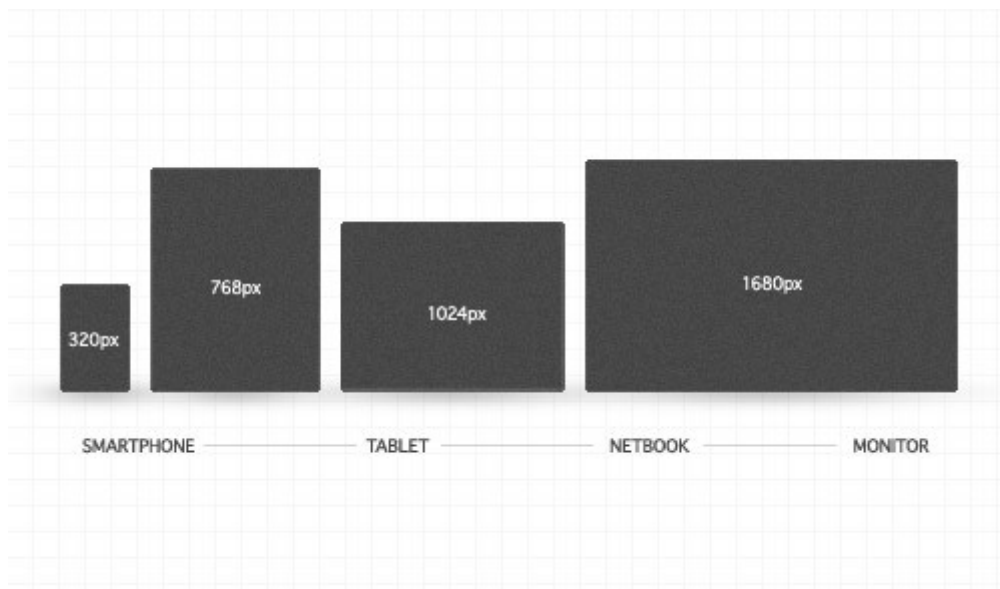 320px
768px
1024px
1680px
SMARTPHONE TABLET NETBOOK MONITOR